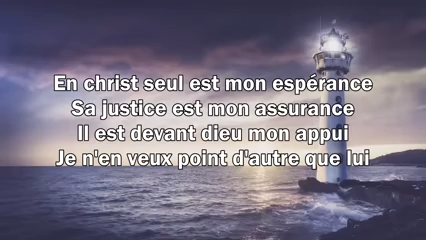 En christ seul est mon espérance
Sa justice est mon assurance
Il est devant dieu mon appui
Je n'en veux point d'autre que lui